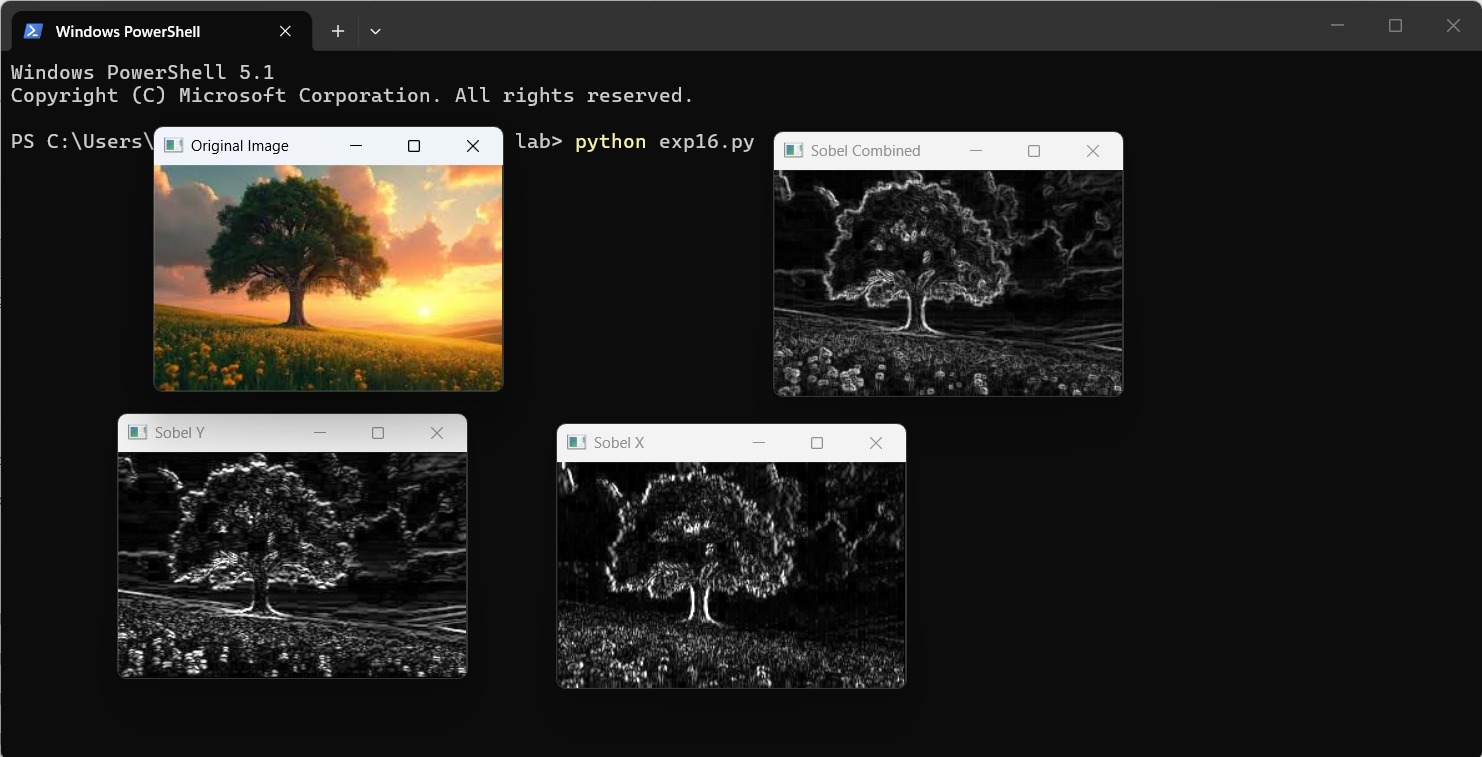 Windows PowerShell
Windows PowerShell 5.1
Copyright (C) Microsoft Corporation. All rights reserved.
PS C:\Users\ lab> python exp16.py
Original Image
Sobel Combined
Sobel Y
Sobel X